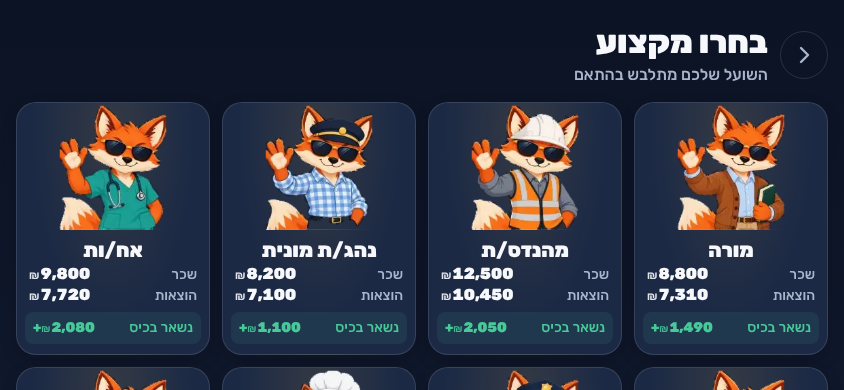 בחרו מקצוע
השועל שלכם מתלבש בהתאם
מורה
שכר ₪8,800
הוצאות ₪7,310
נשאר בכיס +₪1,490
מהנדס/ת
שכר ₪12,500
הוצאות ₪10,450
נשאר בכיס +₪2,050
נהג/ת מונית
שכר ₪8,200
הוצאות ₪7,100
נשאר בכיס +₪1,100
אח/ות
שכר ₪9,800
הוצאות ₪7,720
נשאר בכיס +₪2,080